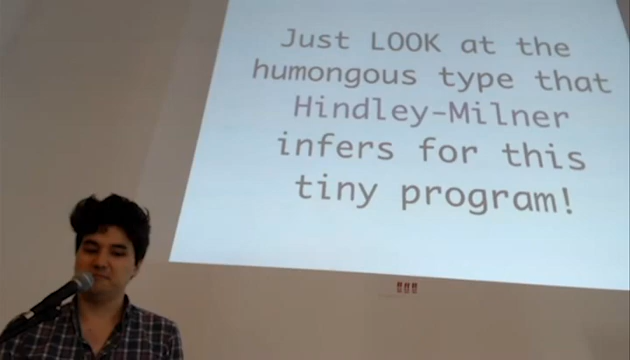 Just LOOK at the
humongous type that
Hindley-Milner
infers for this
tiny program!